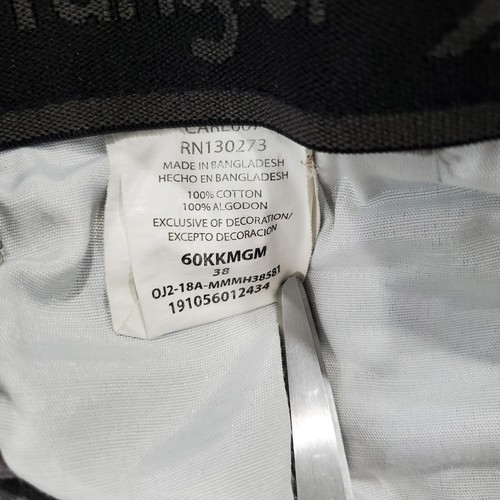 RN130273
MADE IN BANGLADESH
HECHO EN BANGLADESH
100% COTTON
100% ALGODON
EXCLUSIVE OF DECORATION/
EXCEPTO DECORACION
60KKMGM
38
OJ2-18A-MMMH38581
191056012434